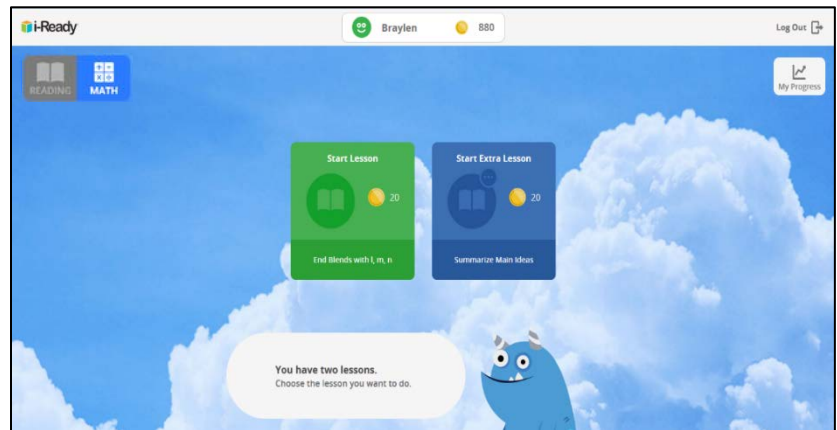 i-Ready
Braylen 880
Log Out
READING MATH
My Progress
Start Lesson
20
End Blends with l, m, n
Start Extra Lesson
20
Summarize Main Ideas
You have two lessons.
Choose the lesson you want to do.